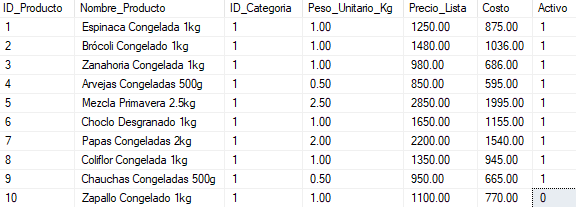 ID_Producto Nombre_Producto ID_Categoria Peso_Unitario_Kg Precio_Lista Costo Activo
1 Espinaca Congelada 1kg 1 1.00 1250.00 875.00 1
2 Brócoli Congelado 1kg 1 1.00 1480.00 1036.00 1
3 Zanahoria Congelada 1kg 1 1.00 980.00 686.00 1
4 Arvejas Congeladas 500g 1 0.50 850.00 595.00 1
5 Mezcla Primavera 2.5kg 1 2.50 2850.00 1995.00 1
6 Choclo Desgranado 1kg 1 1.00 1650.00 1155.00 1
7 Papas Congeladas 2kg 1 2.00 2200.00 1540.00 1
8 Coliflor Congelada 1kg 1 1.00 1350.00 945.00 1
9 Chauchas Congeladas 500g 1 0.50 950.00 665.00 1
10 Zapallo Congelado 1kg 1 1.00 1100.00 770.00 0